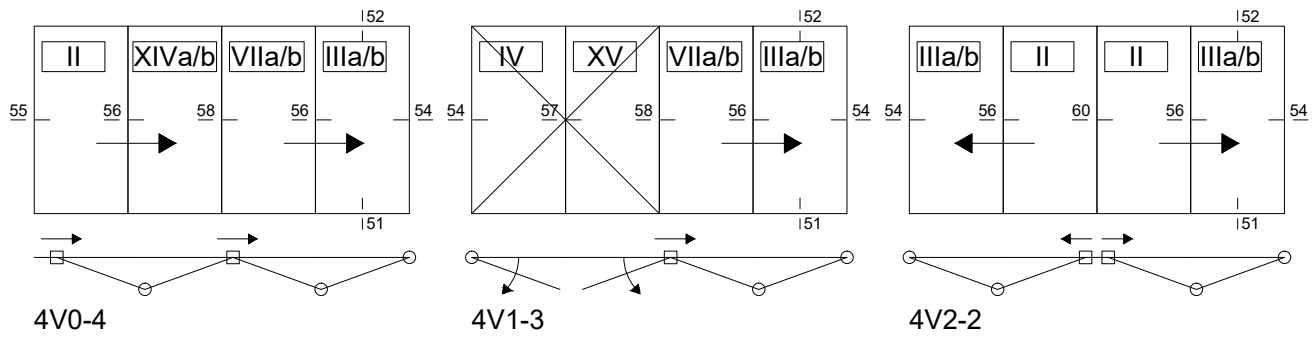 52 52 52
II XIVa/b VIIa/b IIIa/b IV XV VIIa/b IIIa/b IIIa/b II II IIIa/b
55 56 58 56 54 54 57 58 56 54 54 56 60 56 54
51 51 51
4V0-4 4V1-3 4V2-2